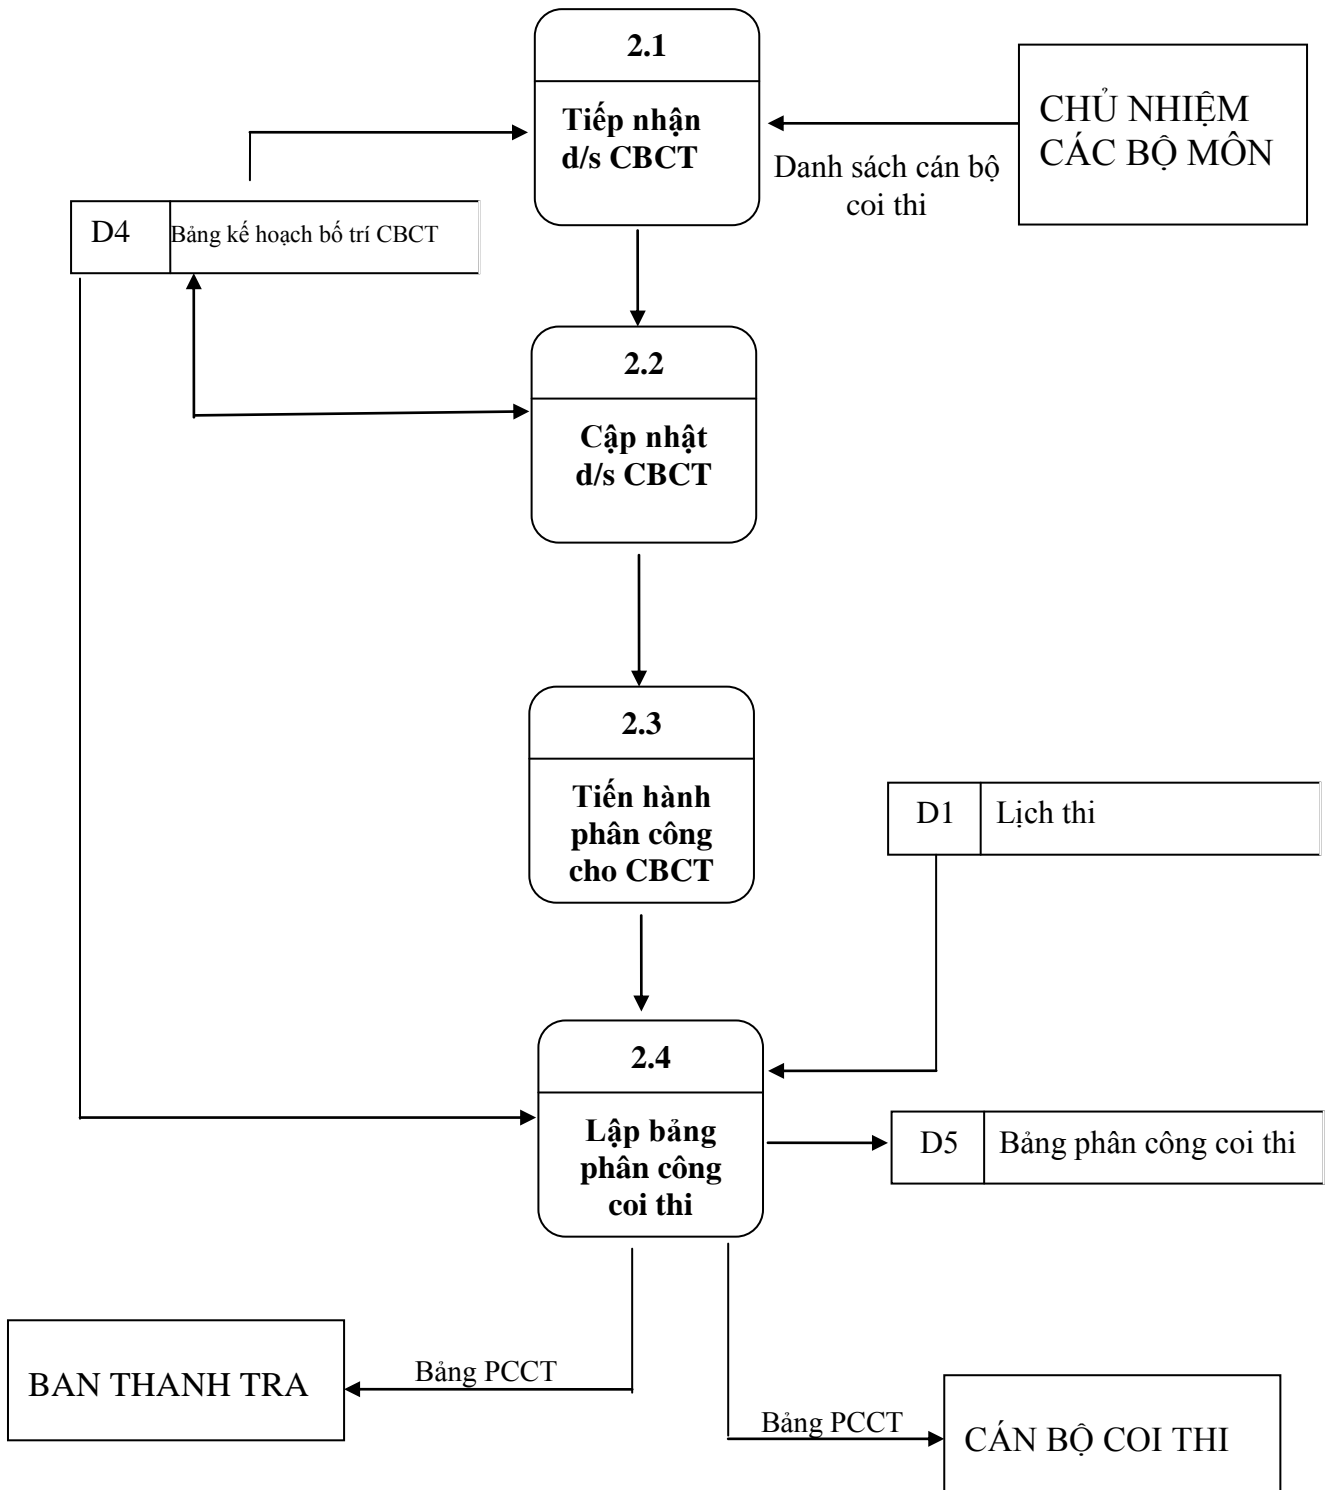 2.1
Tiếp nhận
d/s CBCT
CHỦ NHIỆM
CÁC BỘ MÔN
Danh sách cán bộ
coi thi
D4
Bảng kế hoạch bố trí CBCT
2.2
Cập nhật
d/s CBCT
2.3
Tiến hành
phân công
cho CBCT
D1
Lịch thi
2.4
Lập bảng
phân công
coi thi
D5
Bảng phân công coi thi
BAN THANH TRA
Bảng PCCT
Bảng PCCT
CÁN BỘ COI THI